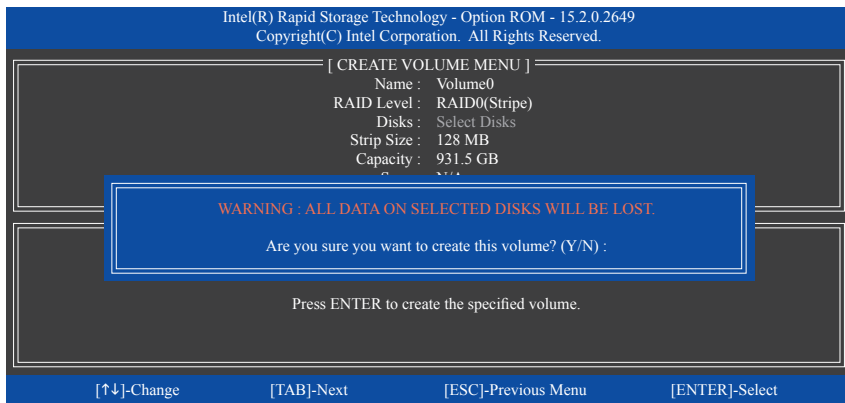 Intel(R) Rapid Storage Technology - Option ROM - 15.2.0.2649
Copyright(C) Intel Corporation. All Rights Reserved.
[ CREATE VOLUME MENU ]
Name : Volume0
RAID Level : RAID0(Stripe)
Disks : Select Disks
Strip Size : 128 MB
Capacity : 931.5 GB
WARNING : ALL DATA ON SELECTED DISKS WILL BE LOST.
Are you sure you want to create this volume? (Y/N) :
Press ENTER to create the specified volume.
[↑↓]-Change [TAB]-Next [ESC]-Previous Menu [ENTER]-Select